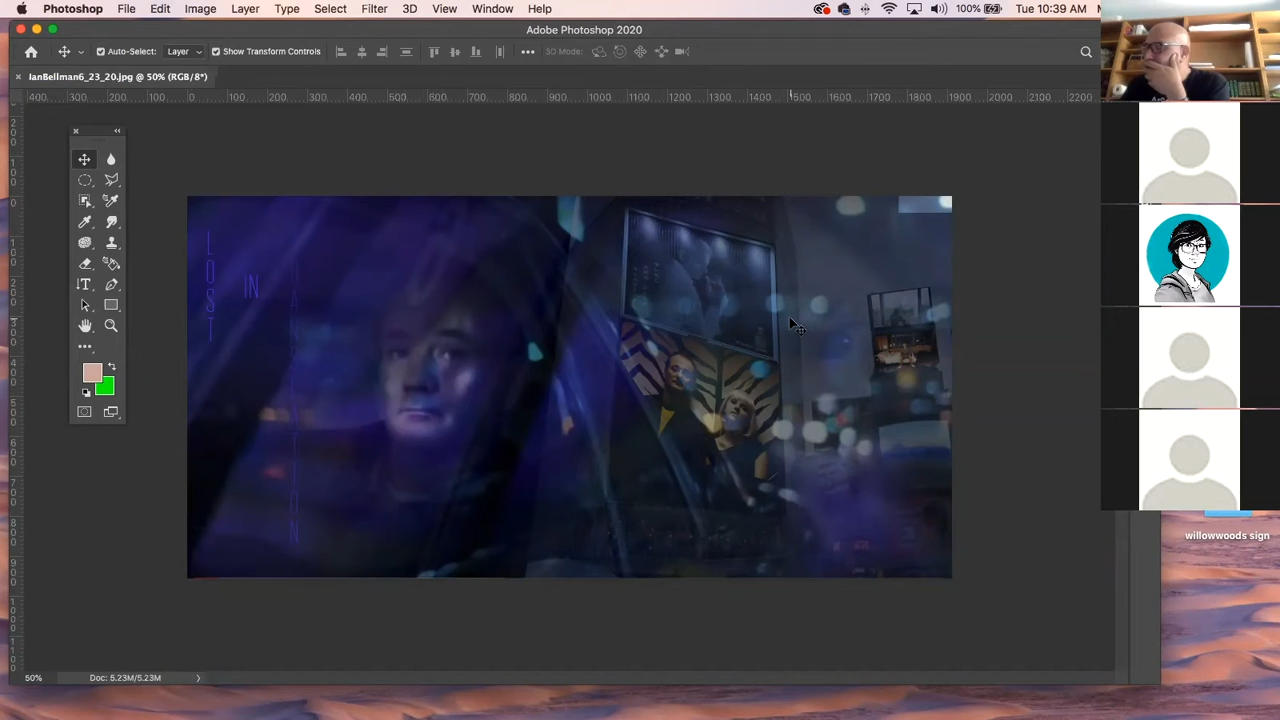 Photoshop File Edit Image Layer Type Select Filter 3D View Window Help 100% Tue 10:39 AM
Adobe Photoshop 2020
Auto-Select: Layer Show Transform Controls 3D Mode:
IanBellman6_23_20.jpg @ 50% (RGB/8*)
400 300 200 100 0 100 200 300 400 500 600 700 800 900 1000 1100 1200 1300 1400 1500 1600 1700 1800 1900 2000 2100 2200
LOST
IN
willowwoods sign
50% Doc: 5.23M/5.23M